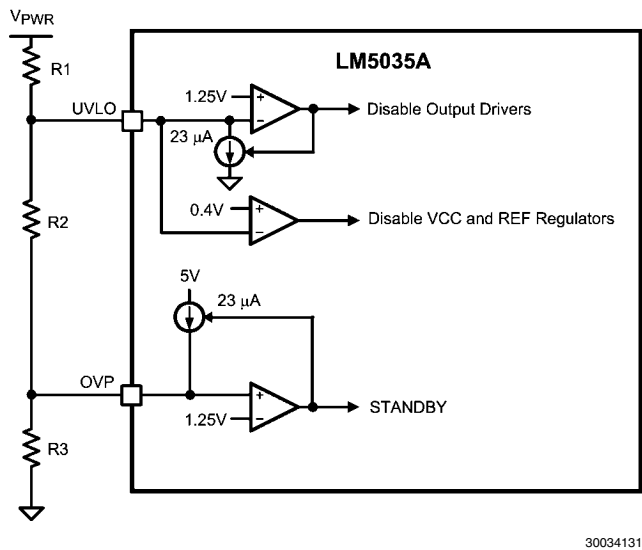 VPWR
R1
LM5035A
1.25V
+
UVLO
−
Disable Output Drivers
23 μA
R2
0.4V
+
−
Disable VCC and REF Regulators
5V
23 μA
OVP
+
1.25V
−
STANDBY
R3
30034131